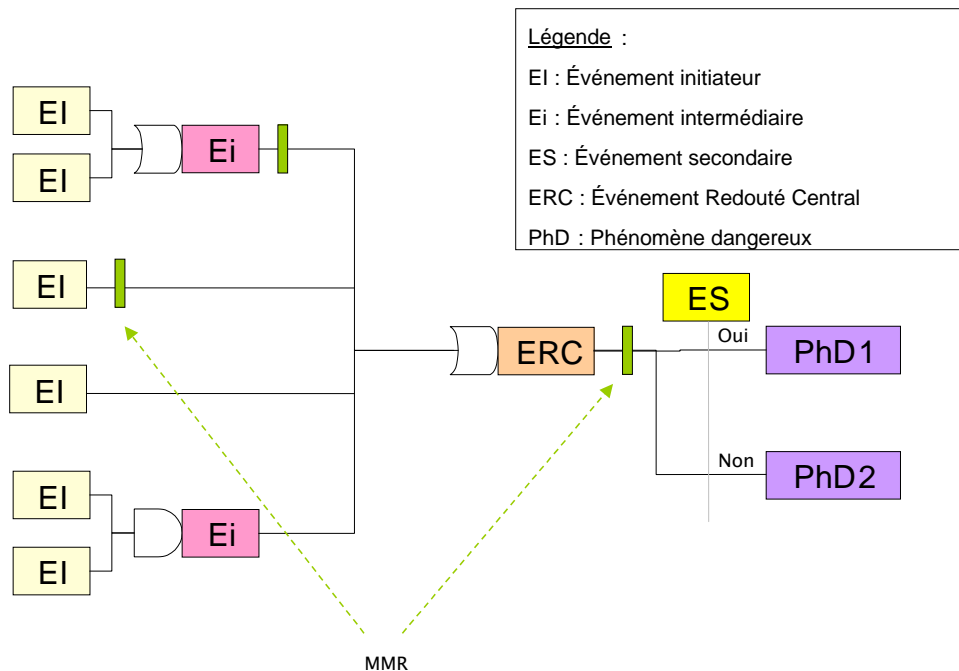 Légende :
EI : Événement initiateur
Ei : Événement intermédiaire
ES : Événement secondaire
ERC : Événement Redouté Central
PhD : Phénomène dangereux
EI
EI
Ei
EI
EI
EI
EI
Ei
ERC
ES
Oui
PhD1
Non
PhD2
MMR